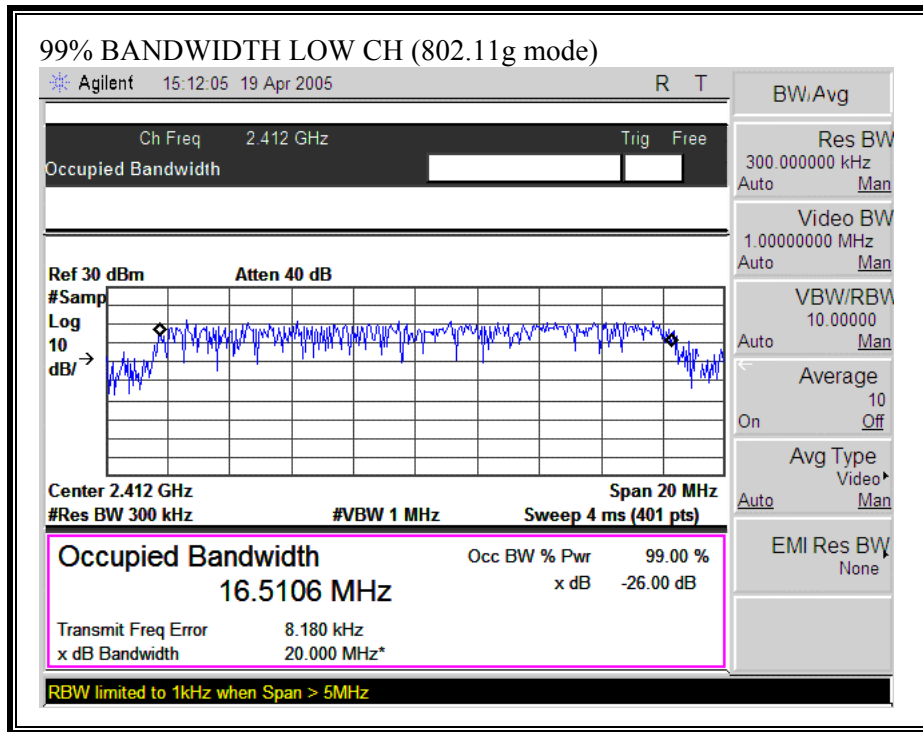 99% BANDWIDTH LOW CH (802.11g mode)
Agilent 15:12:05 19 Apr 2005 R T
Ch Freq 2.412 GHz Trig Free
Occupied Bandwidth
Ref 30 dBm Atten 40 dB
#Samp
Log
10
dB/
Center 2.412 GHz Span 20 MHz
#Res BW 300 kHz #VBW 1 MHz Sweep 4 ms (401 pts)
Occupied Bandwidth
16.5106 MHz
Occ BW % Pwr 99.00 %
x dB -26.00 dB
Transmit Freq Error 8.180 kHz
x dB Bandwidth 20.000 MHz*
RBW limited to 1kHz when Span > 5MHz
BW/Avg
Res BW
300.000000 kHz
Auto Man
Video BW
1.00000000 MHz
Auto Man
VBW/RBW
10.00000
Auto Man
Average
10
On Off
Avg Type
Video
Auto Man
EMI Res BW
None